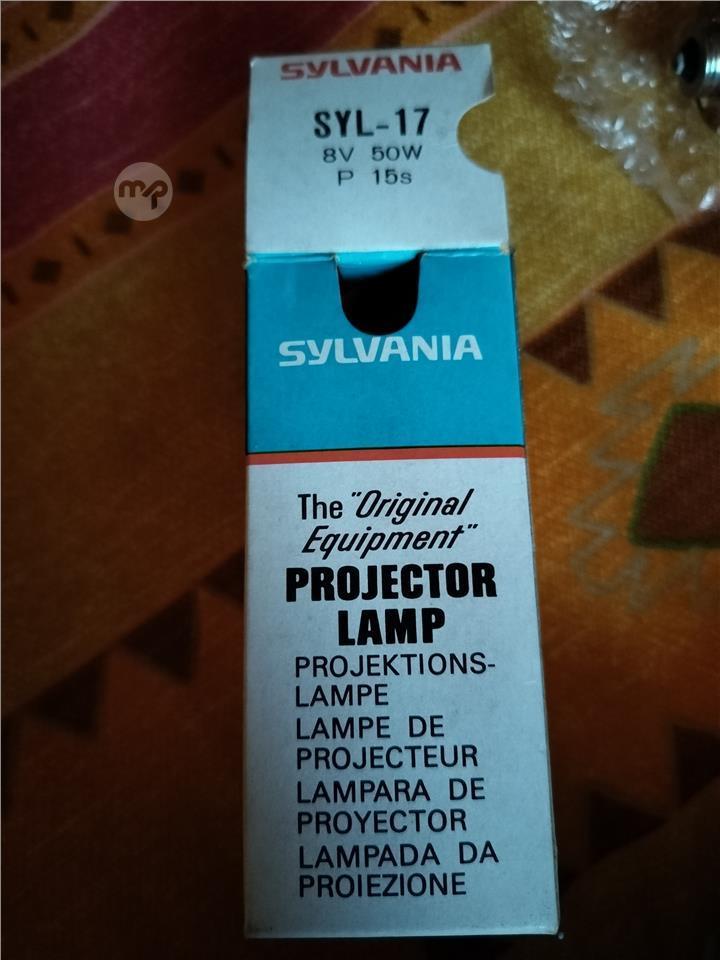 SYLVANIA
SYL-17
8V 50W
P 15s
mp
SYLVANIA
The "Original
Equipment"
PROJECTOR
LAMP
PROJEKTIONS-
LAMPE
LAMPE DE
PROJECTEUR
LAMPARA DE
PROYECTOR
LAMPADA DA
PROIEZIONE